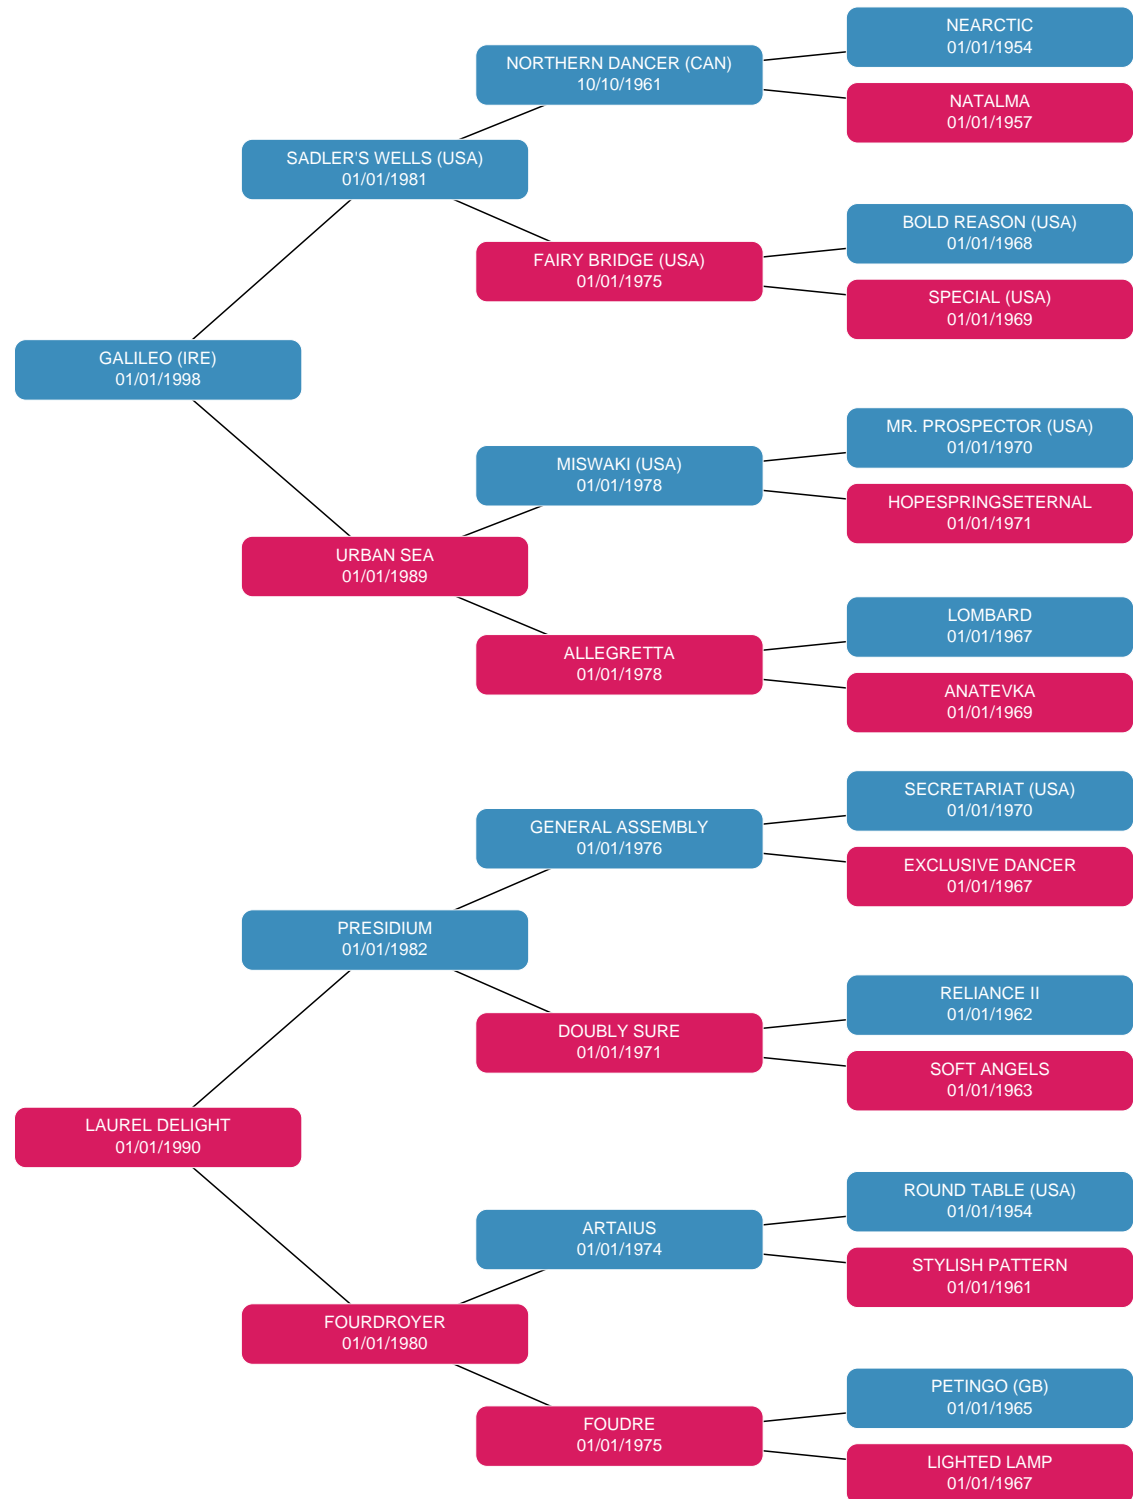 NEARCTIC
01/01/1954
NORTHERN DANCER (CAN)
10/10/1961
NATALMA
01/01/1957
SADLER'S WELLS (USA)
01/01/1981
BOLD REASON (USA)
01/01/1968
FAIRY BRIDGE (USA)
01/01/1975
SPECIAL (USA)
01/01/1969
GALILEO (IRE)
01/01/1998
MR. PROSPECTOR (USA)
01/01/1970
MISWAKI (USA)
01/01/1978
HOPESPRINGSETERNAL
01/01/1971
URBAN SEA
01/01/1989
LOMBARD
01/01/1967
ALLEGRETTA
01/01/1978
ANATEVKA
01/01/1969
SECRETARIAT (USA)
01/01/1970
GENERAL ASSEMBLY
01/01/1976
EXCLUSIVE DANCER
01/01/1967
PRESIDIUM
01/01/1982
RELIANCE II
01/01/1962
DOUBLY SURE
01/01/1971
SOFT ANGELS
01/01/1963
LAUREL DELIGHT
01/01/1990
ROUND TABLE (USA)
01/01/1954
ARTAIUS
01/01/1974
STYLISH PATTERN
01/01/1961
FOURDROYER
01/01/1980
PETINGO (GB)
01/01/1965
FOUDRE
01/01/1975
LIGHTED LAMP
01/01/1967